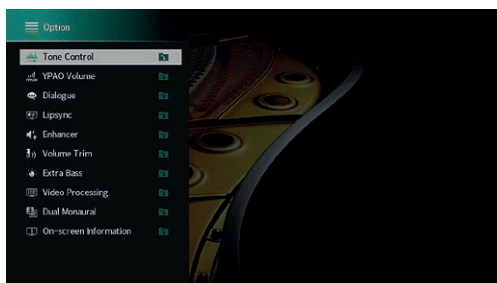 Option
Tone Control
YPAO Volume
Dialogue
Lipsync
Enhancer
Volume Trim
Extra Bass
Video Processing
Dual Monaural
On-screen Information